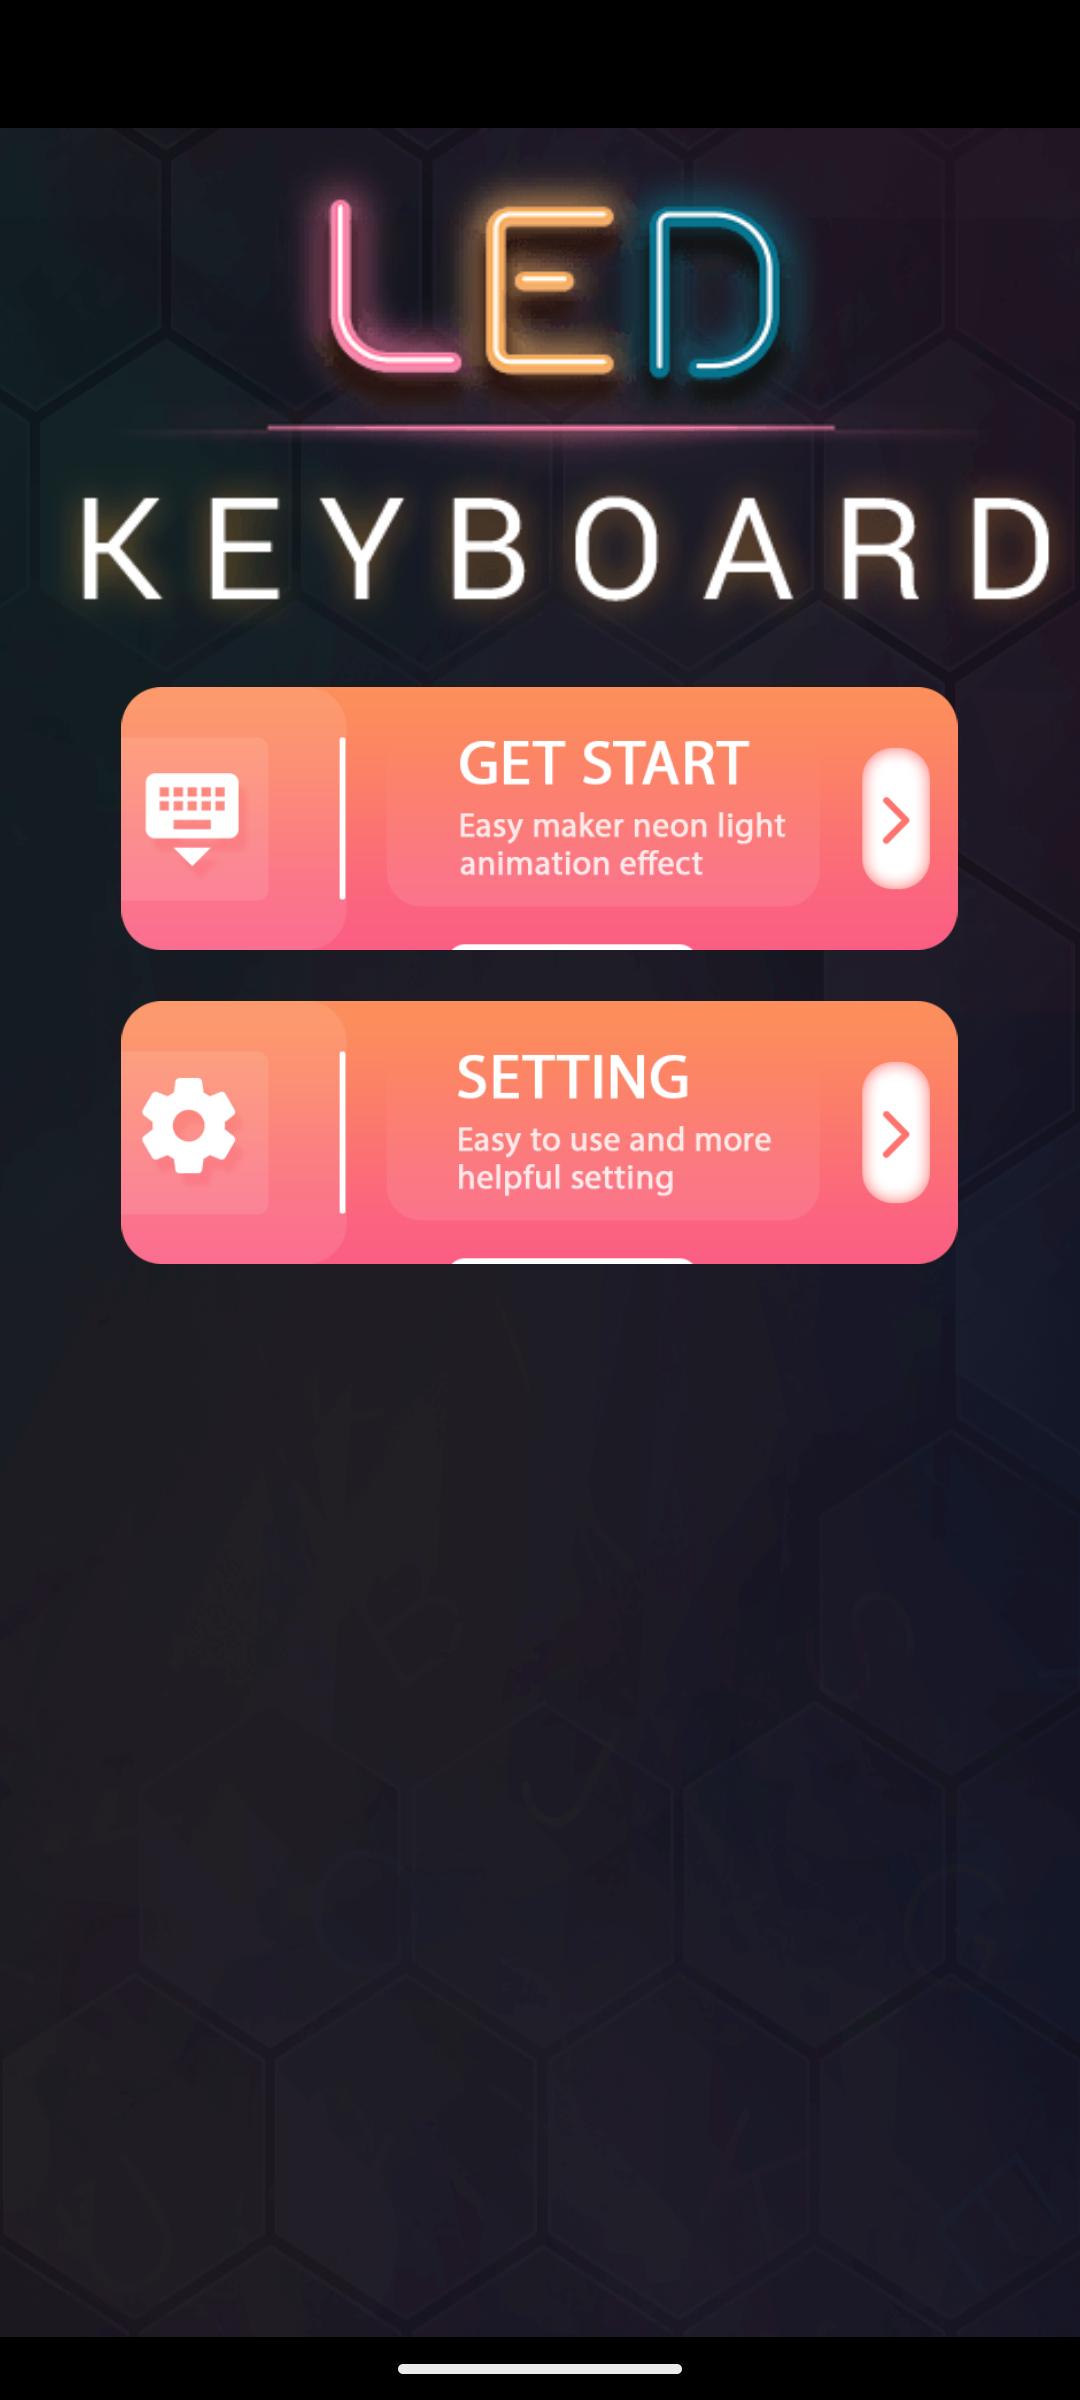 LED
KEYBOARD
GET START
Easy maker neon light
animation effect
SETTING
Easy to use and more
helpful setting